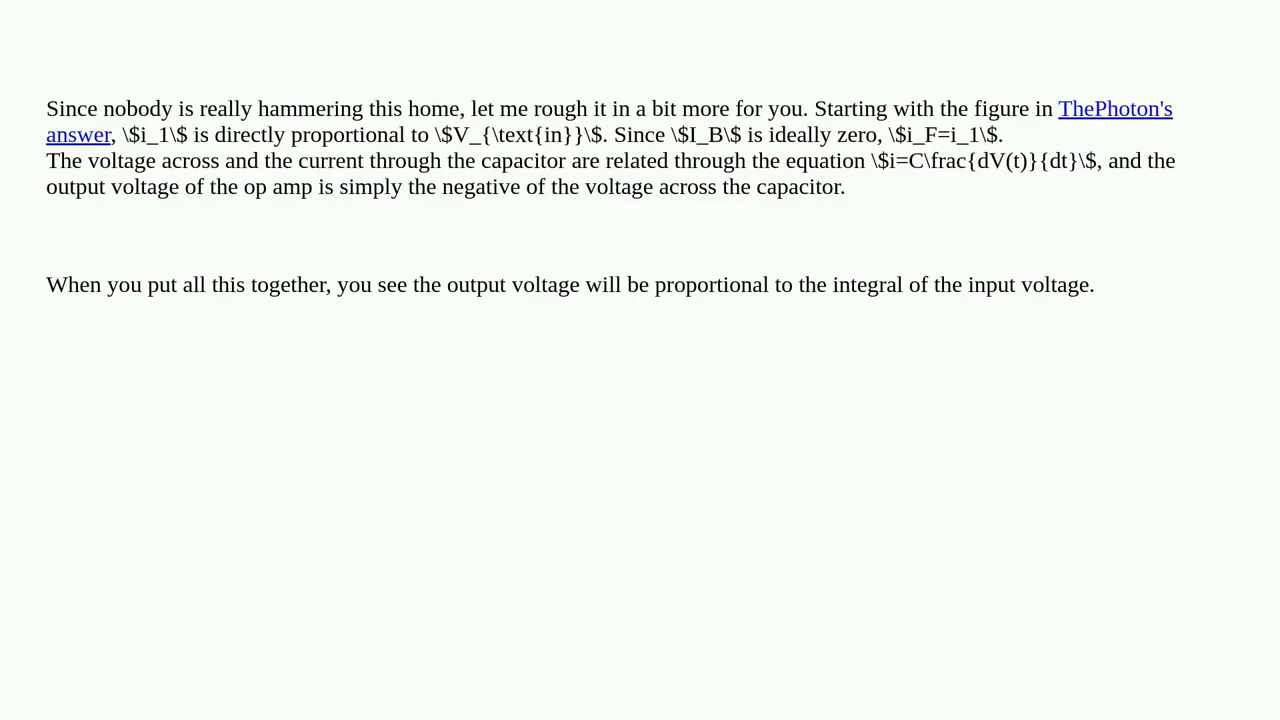 Since nobody is really hammering this home, let me rough it in a bit more for you. Starting with the figure in ThePhoton's
answer, \$i_1\$ is directly proportional to \$V_{\text{in}}\$. Since \$I_B\$ is ideally zero, \$i_F=i_1\$.
The voltage across and the current through the capacitor are related through the equation \$i=C\frac{dV(t)}{dt}\$, and the
output voltage of the op amp is simply the negative of the voltage across the capacitor.
When you put all this together, you see the output voltage will be proportional to the integral of the input voltage.